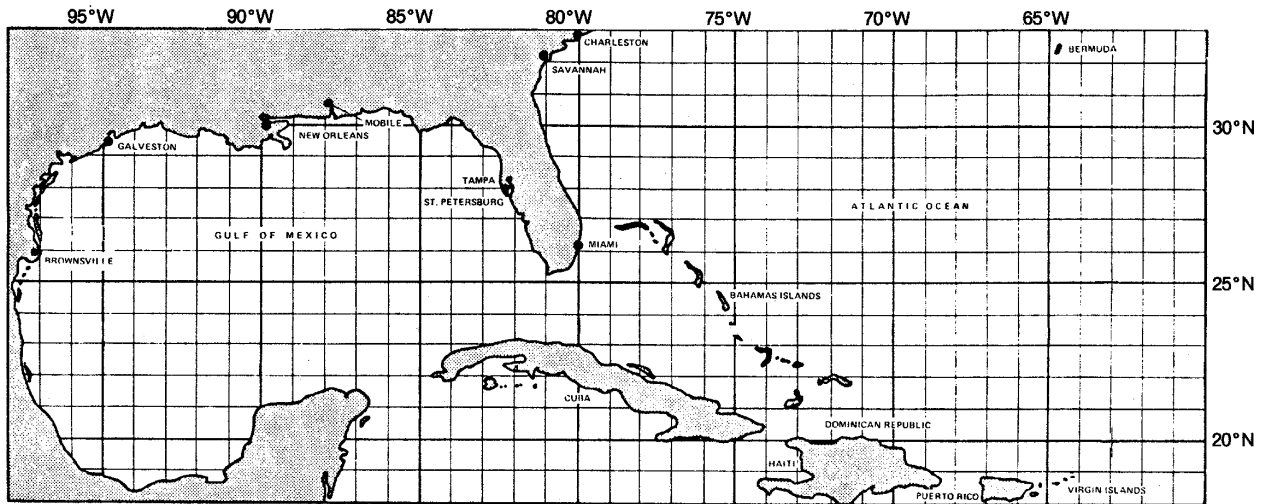 95°W 90°W 85°W 80°W 75°W 70°W 65°W
CHARLESTON
BERMUDA
SAVANNAH
MOBILE
NEW ORLEANS
30°N
GALVESTON
TAMPA
ST. PETERSBURG
ATLANTIC OCEAN
GULF OF MEXICO
MIAMI
BROWNSVILLE
25°N
BAHAMAS ISLANDS
CUBA
DOMINICAN REPUBLIC
20°N
HAITI
PUERTO RICO
VIRGIN ISLANDS